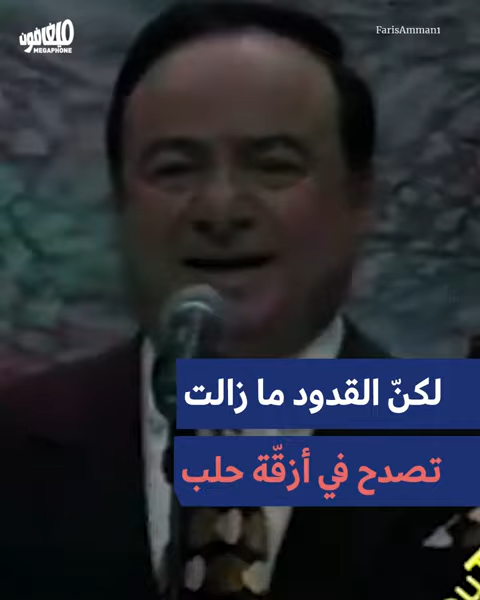 ميغافون
MEGAPHONE
FarisAmman1
لكنّ القدود ما زالت
تصدح في أزقّة حلب